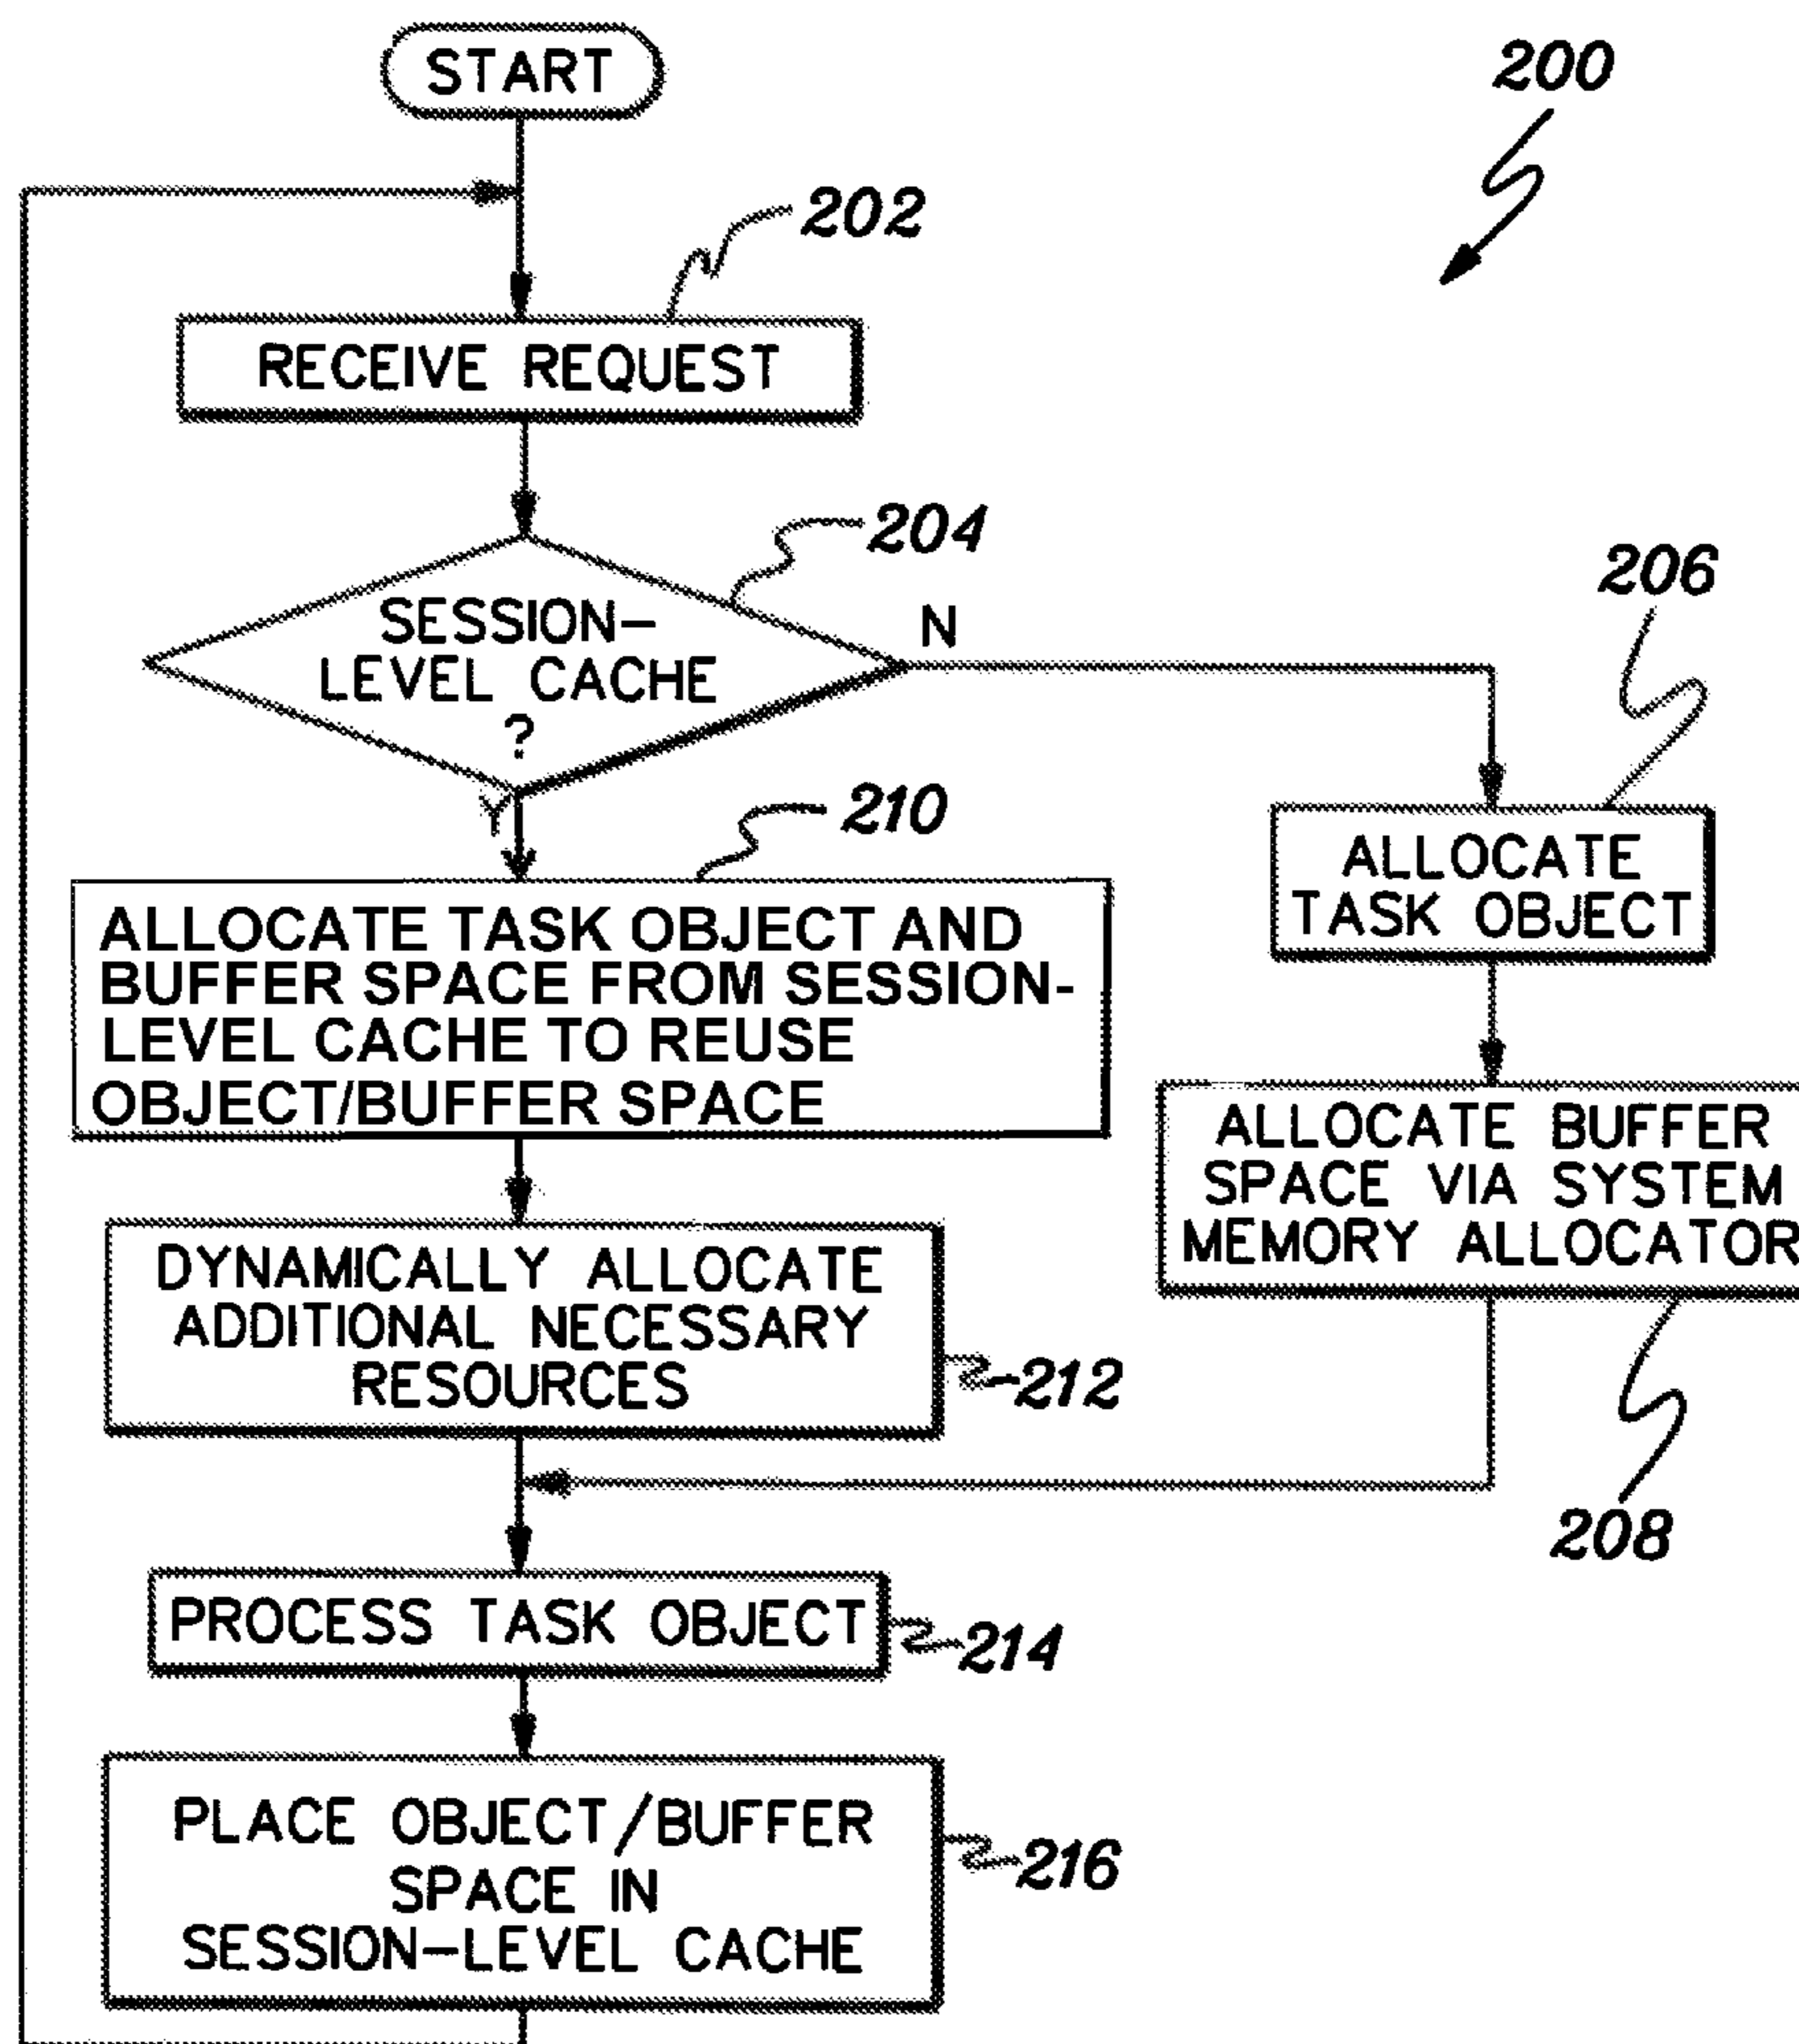 START
200
202
RECEIVE REQUEST
204
SESSION-
LEVEL CACHE
?
N
Y
206
ALLOCATE
TASK OBJECT
210
ALLOCATE TASK OBJECT AND
BUFFER SPACE FROM SESSION-
LEVEL CACHE TO REUSE
OBJECT/BUFFER SPACE
ALLOCATE BUFFER
SPACE VIA SYSTEM
MEMORY ALLOCATOR
208
DYNAMICALLY ALLOCATE
ADDITIONAL NECESSARY
RESOURCES
212
PROCESS TASK OBJECT
214
PLACE OBJECT/BUFFER
SPACE IN
SESSION-LEVEL CACHE
216